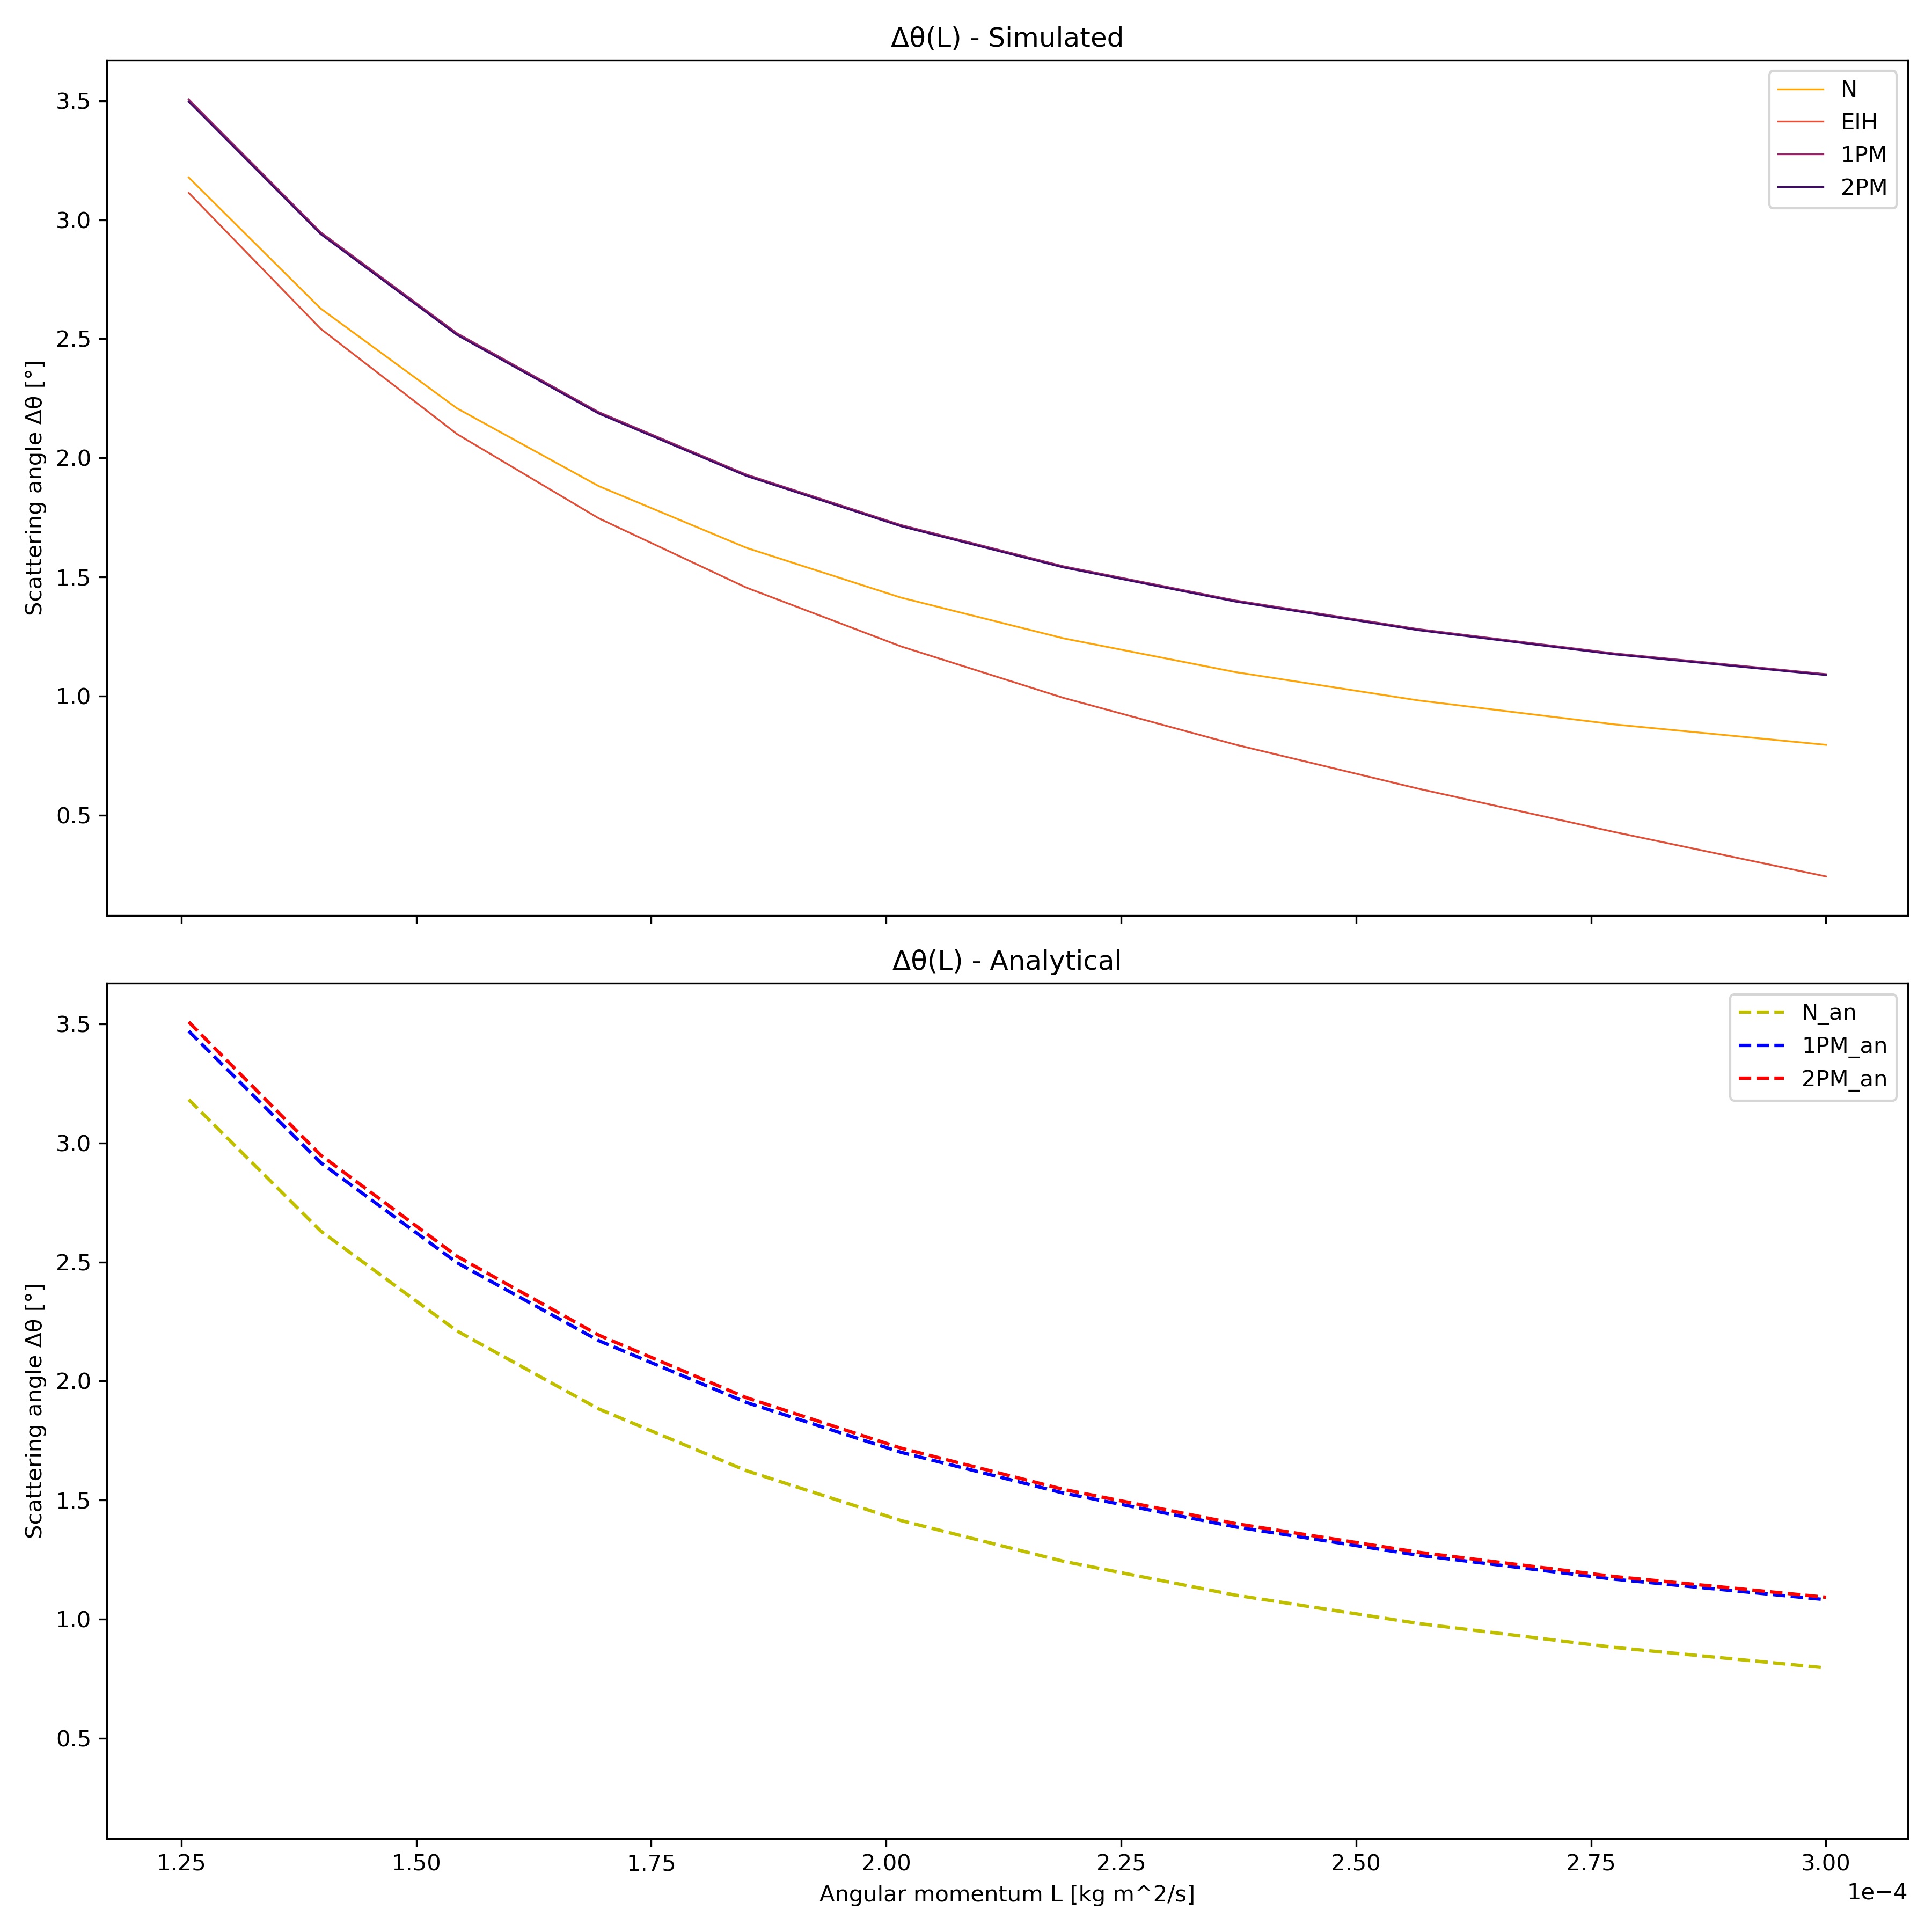 Δθ(L) - Simulated
Scattering angle Δθ [°]
3.5
3.0
2.5
2.0
1.5
1.0
0.5
N
EIH
1PM
2PM
Δθ(L) - Analytical
Scattering angle Δθ [°]
3.5
3.0
2.5
2.0
1.5
1.0
0.5
N_an
1PM_an
2PM_an
1.25 1.50 1.75 2.00 2.25 2.50 2.75 3.00
1e−4
Angular momentum L [kg m^2/s]